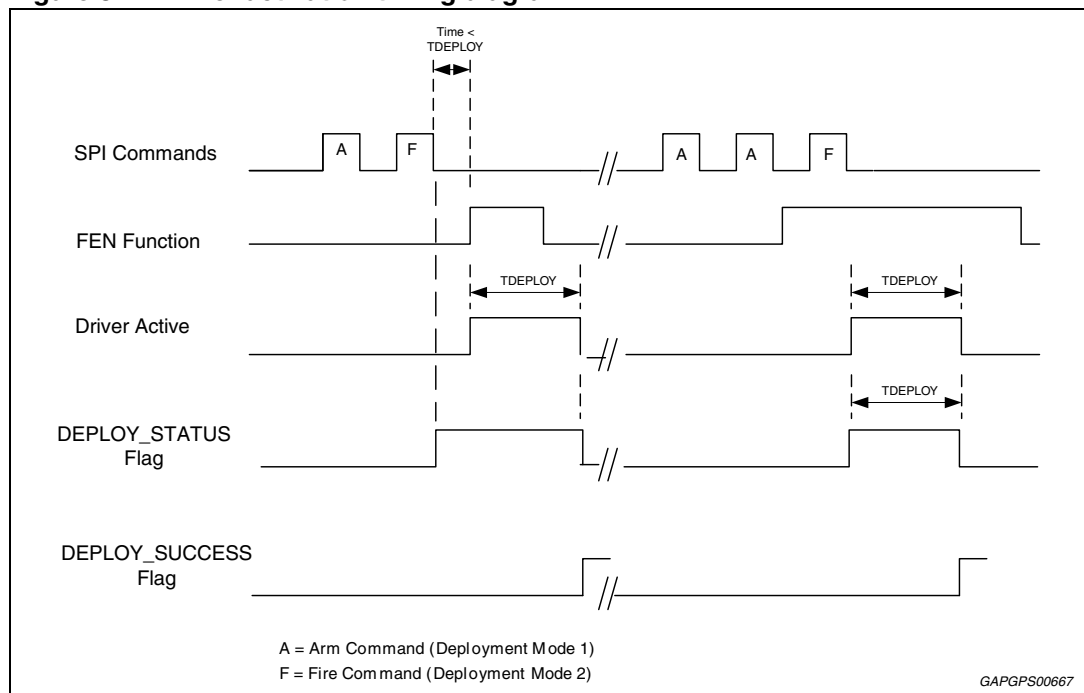 Time <
TDEPLOY
SPI Commands
A
F
A
A
F
FEN Function
TDEPLOY
TDEPLOY
Driver Active
TDEPLOY
DEPLOY_STATUS
Flag
DEPLOY_SUCCESS
Flag
A = Arm Command (Deployment Mode 1)
F = Fire Command (Deployment Mode 2)
GAPGPS00667